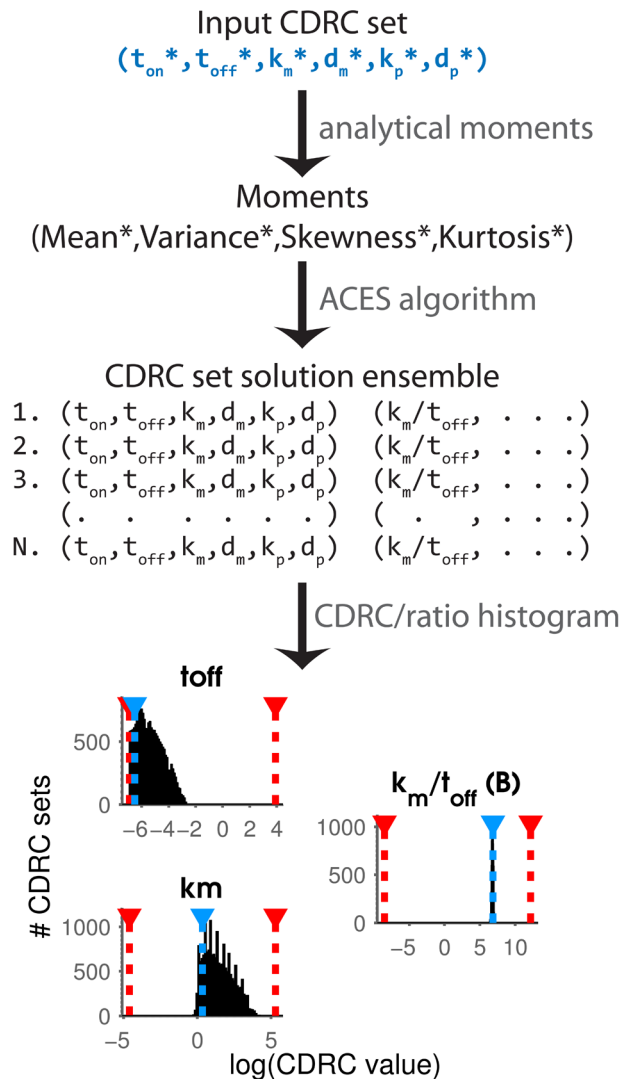 Input CDRC set
(ton*,toff*,km*,dm*,kp*,dp*)
analytical moments
Moments
(Mean*,Variance*,Skewness*,Kurtosis*)
ACES algorithm
CDRC set solution ensemble
1. (ton,toff,km,dm,kp,dp) (km/toff, . . .)
2. (ton,toff,km,dm,kp,dp) (km/toff, . . .)
3. (ton,toff,km,dm,kp,dp) (km/toff, . . .)
(. . . . . .) ( . , . . .)
N. (ton,toff,km,dm,kp,dp) (km/toff, . . .)
CDRC/ratio histogram
toff
500
0
−6 −4 −2 0 2 4
km/toff (B)
1000
500
0
−5 0 5 10
# CDRC sets
km
1000
500
0
−5 0 5
log(CDRC value)